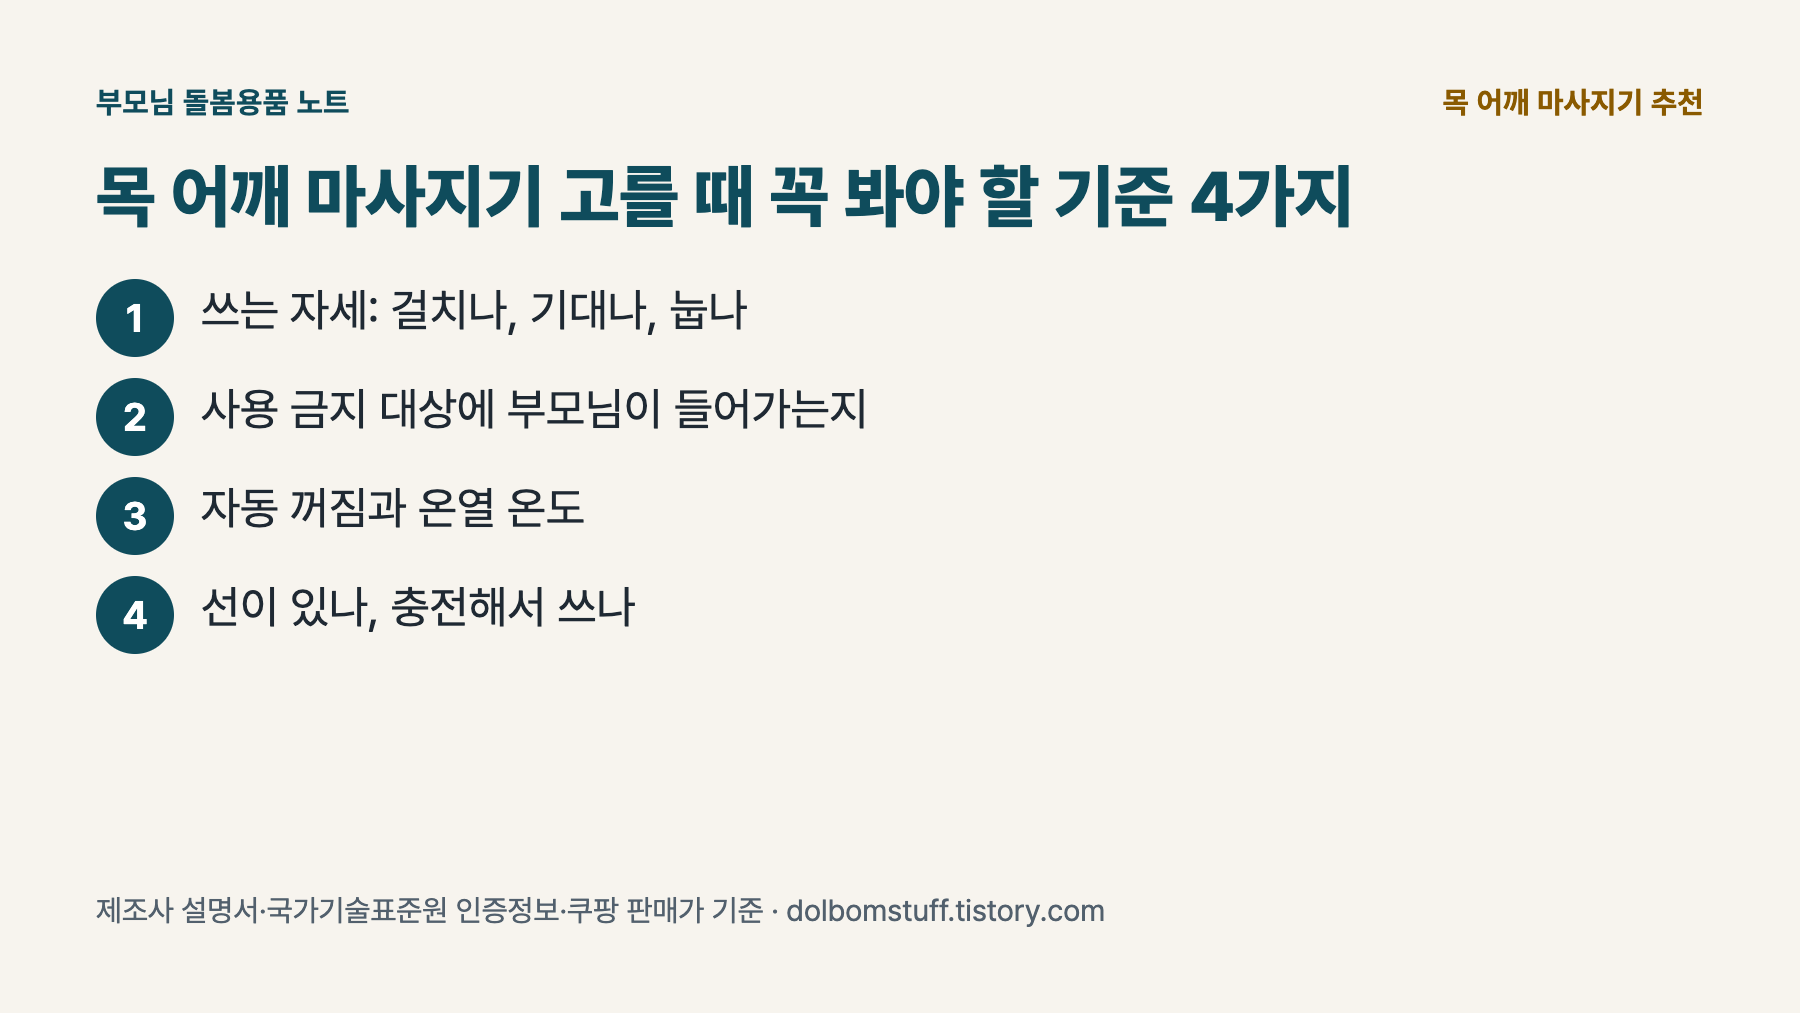 부모님 돌봄용품 노트
목 어깨 마사지기 추천
목 어깨 마사지기 고를 때 꼭 봐야 할 기준 4가지
1 쓰는 자세: 걸치나, 기대나, 눕나
2 사용 금지 대상에 부모님이 들어가는지
3 자동 꺼짐과 온열 온도
4 선이 있나, 충전해서 쓰나
제조사 설명서·국가기술표준원 인증정보·쿠팡 판매가 기준 · dolbomstuff.tistory.com